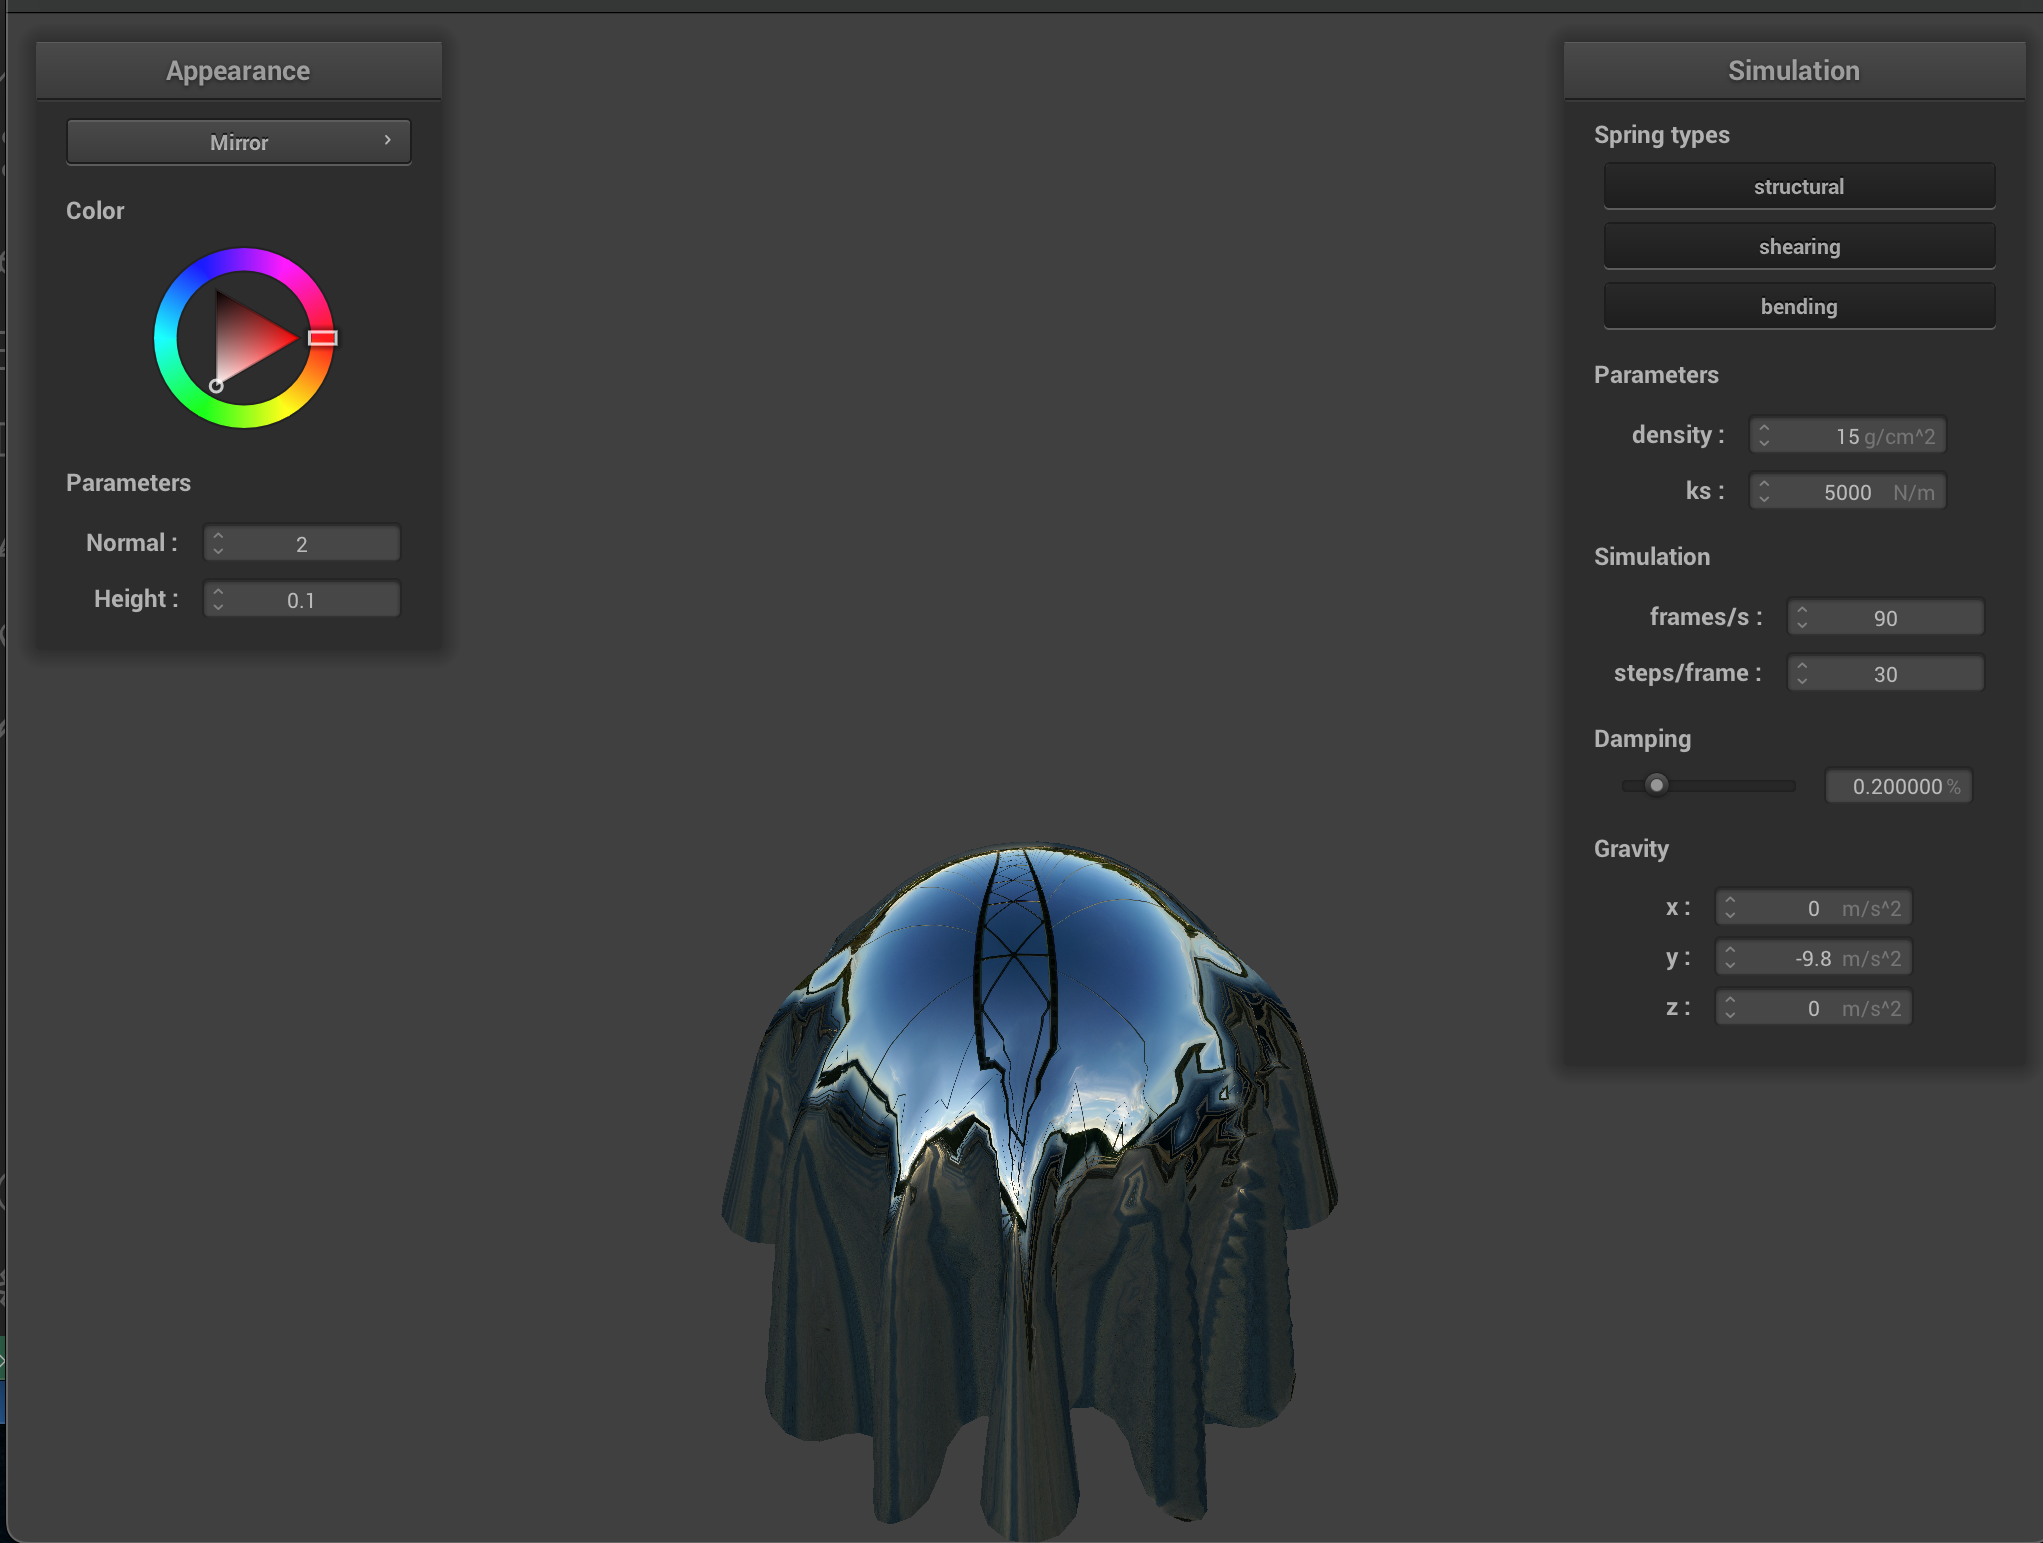 Appearance
Mirror
Color
Parameters
Normal : 2
Height : 0.1
Simulation
Spring types
structural
shearing
bending
Parameters
density : 15 g/cm^2
ks : 5000 N/m
Simulation
frames/s : 90
steps/frame : 30
Damping
0.200000 %
Gravity
x : 0 m/s^2
y : -9.8 m/s^2
z : 0 m/s^2